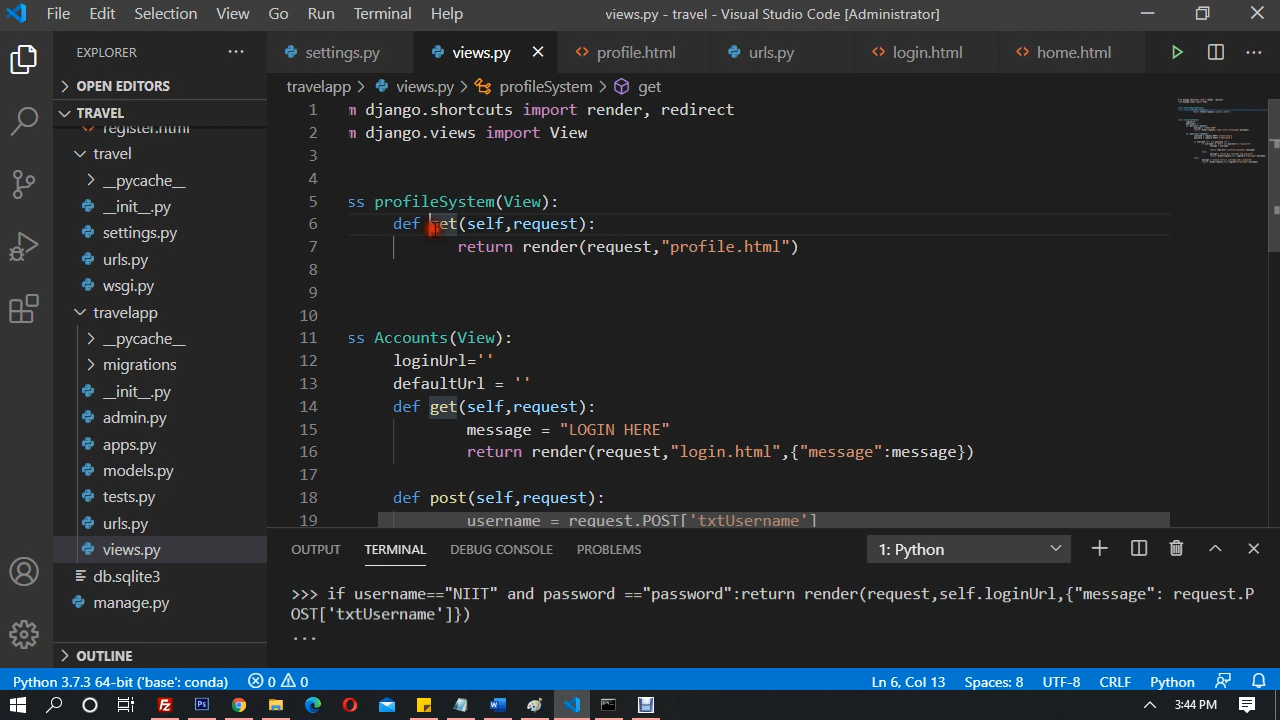 File Edit Selection View Go Run Terminal Help views.py - travel - Visual Studio Code [Administrator]
EXPLORER
OPEN EDITORS
TRAVEL
register.html
travel
__pycache__
__init__.py
settings.py
urls.py
wsgi.py
travelapp
__pycache__
migrations
__init__.py
admin.py
apps.py
models.py
tests.py
urls.py
views.py
db.sqlite3
manage.py
OUTLINE
settings.py views.py profile.html urls.py login.html home.html
travelapp > views.py > profileSystem > get
1 m django.shortcuts import render, redirect
2 m django.views import View
3
4
5 ss profileSystem(View):
6 def get(self,request):
7 return render(request,"profile.html")
8
9
10
11 ss Accounts(View):
12 loginUrl=''
13 defaultUrl = ''
14 def get(self,request):
15 message = "LOGIN HERE"
16 return render(request,"login.html",{"message":message})
17
18 def post(self,request):
19 username = request.POST['txtUsername']
OUTPUT TERMINAL DEBUG CONSOLE PROBLEMS 1: Python
>>> if username=="NIIT" and password =="password":return render(request,self.loginUrl,{"message": request.P
OST['txtUsername']})
...
Python 3.7.3 64-bit ('base': conda) 0 0 Ln 6, Col 13 Spaces: 8 UTF-8 CRLF Python
3:44 PM